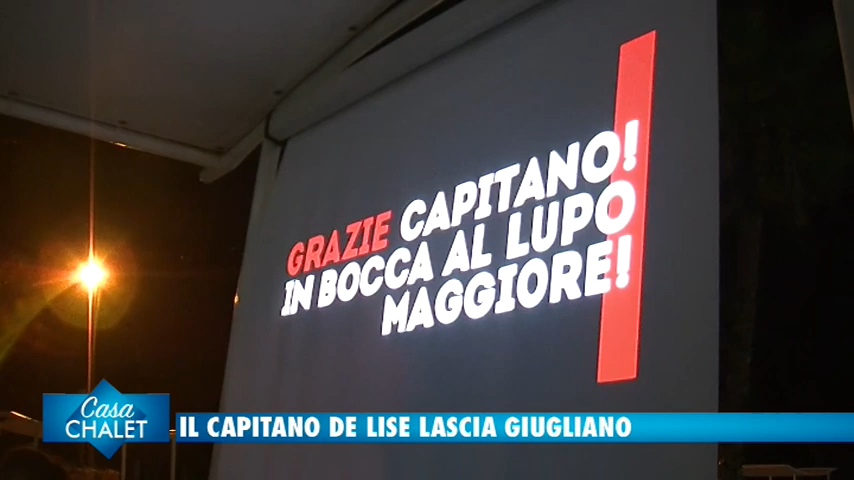 GRAZIE CAPITANO!
IN BOCCA AL LUPO
MAGGIORE!
Casa
CHALET
IL CAPITANO DE LISE LASCIA GIUGLIANO